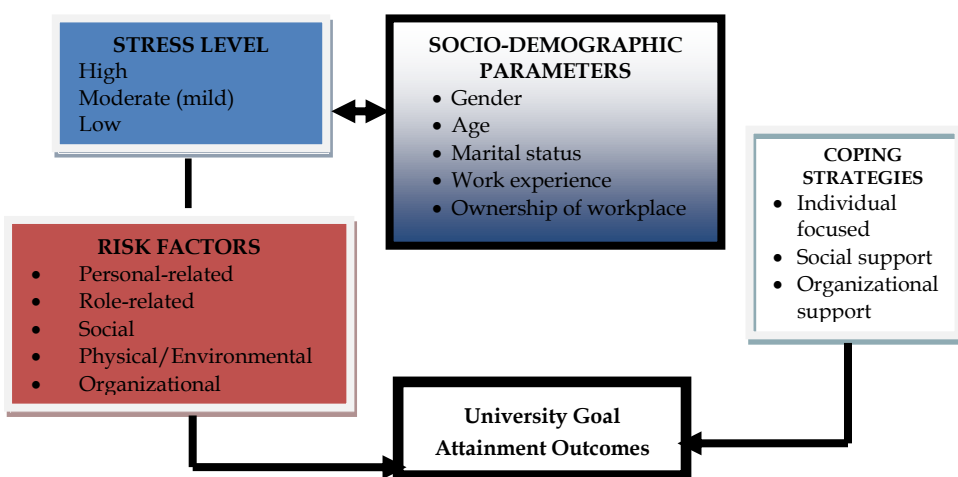 STRESS LEVEL
High
Moderate (mild)
Low
SOCIO-DEMOGRAPHIC
PARAMETERS
• Gender
• Age
• Marital status
• Work experience
• Ownership of workplace
COPING
STRATEGIES
• Individual
focused
• Social support
• Organizational
support
RISK FACTORS
• Personal-related
• Role-related
• Social
• Physical/Environmental
• Organizational
University Goal
Attainment Outcomes